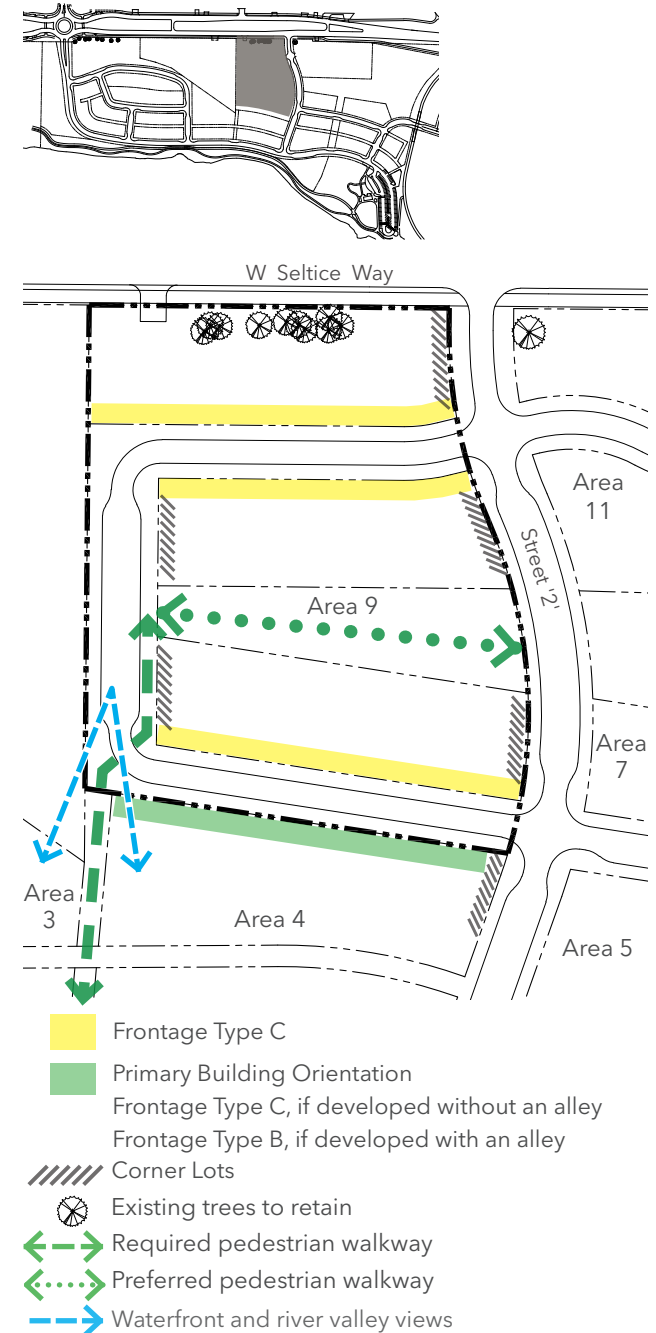 W Seltice Way
Area
11
Street '2'
Area 9
Area
7
Area
3
Area 4
Area 5
Frontage Type C
Primary Building Orientation
Frontage Type C, if developed without an alley
Frontage Type B, if developed with an alley
Corner Lots
Existing trees to retain
Required pedestrian walkway
Preferred pedestrian walkway
Waterfront and river valley views